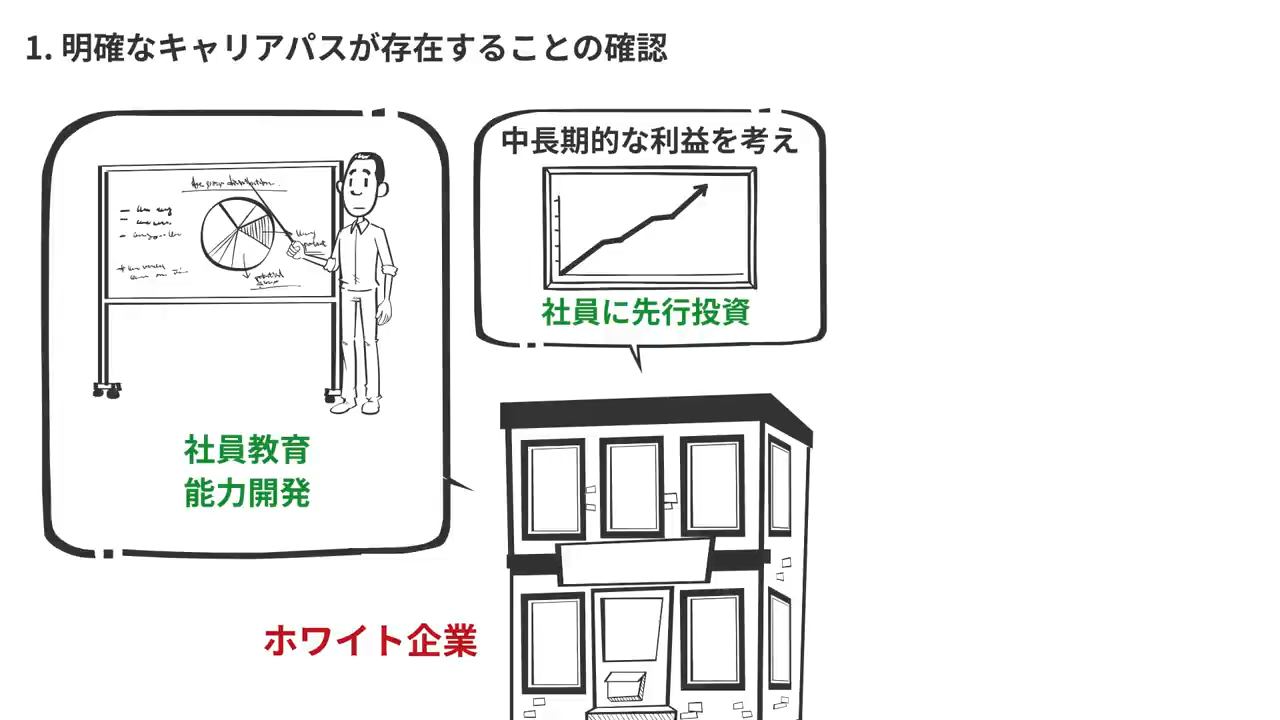 1. 明確なキャリアパスが存在することの確認
中長期的な利益を考え
社員に先行投資
社員教育
能力開発
ホワイト企業